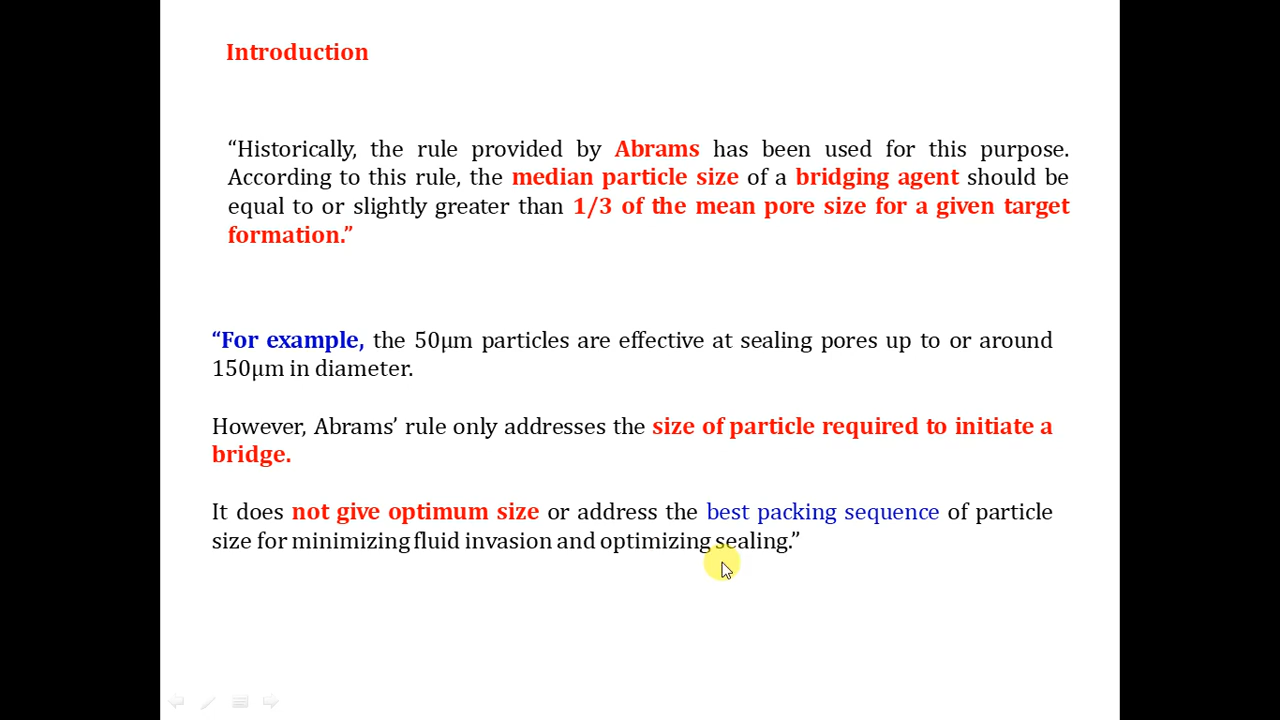 Introduction
“Historically, the rule provided by Abrams has been used for this purpose.
According to this rule, the median particle size of a bridging agent should be
equal to or slightly greater than 1/3 of the mean pore size for a given target
formation.”
“For example, the 50μm particles are effective at sealing pores up to or around
150μm in diameter.
However, Abrams’ rule only addresses the size of particle required to initiate a
bridge.
It does not give optimum size or address the best packing sequence of particle
size for minimizing fluid invasion and optimizing sealing.”